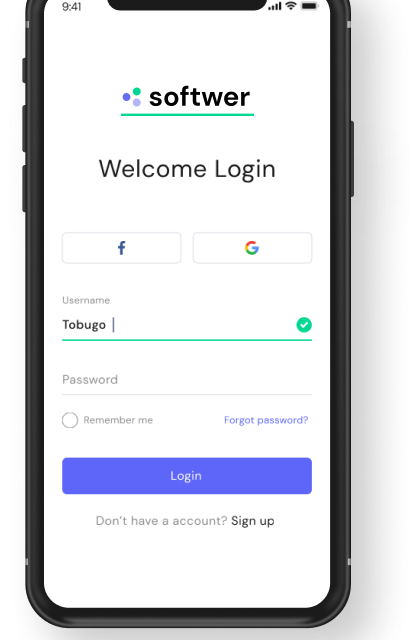 9:41
softwer
Welcome Login
Username
Tobugo
Password
Remember me Forgot password?
Login
Don't have a account? Sign up